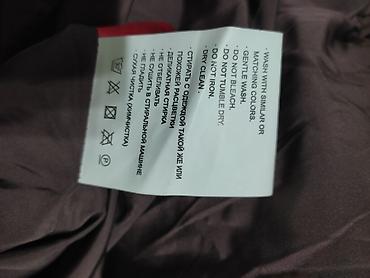 • WASH WITH SIMILAR OR
MATCHING COLORS.
• GENTLE WASH.
• DO NOT BLEACH.
• DO NOT TUMBLE DRY.
• DO NOT IRON.
• DRY CLEAN.
• СТИРАТЬ С ОДЕЖДОЙ ТАКОЙ ЖЕ ИЛИ
ПОХОЖЕЙ РАСЦВЕТКИ
• ДЕЛИКАТНАЯ СТИРКА
• НЕ ОТБЕЛИВАТЬ
• НЕ СУШИТЬ В СТИРАЛЬНОЙ МАШИНЕ
• НЕ ГЛАДИТЬ
• СУХАЯ ЧИСТКА (ХИМЧИСТКА)
P